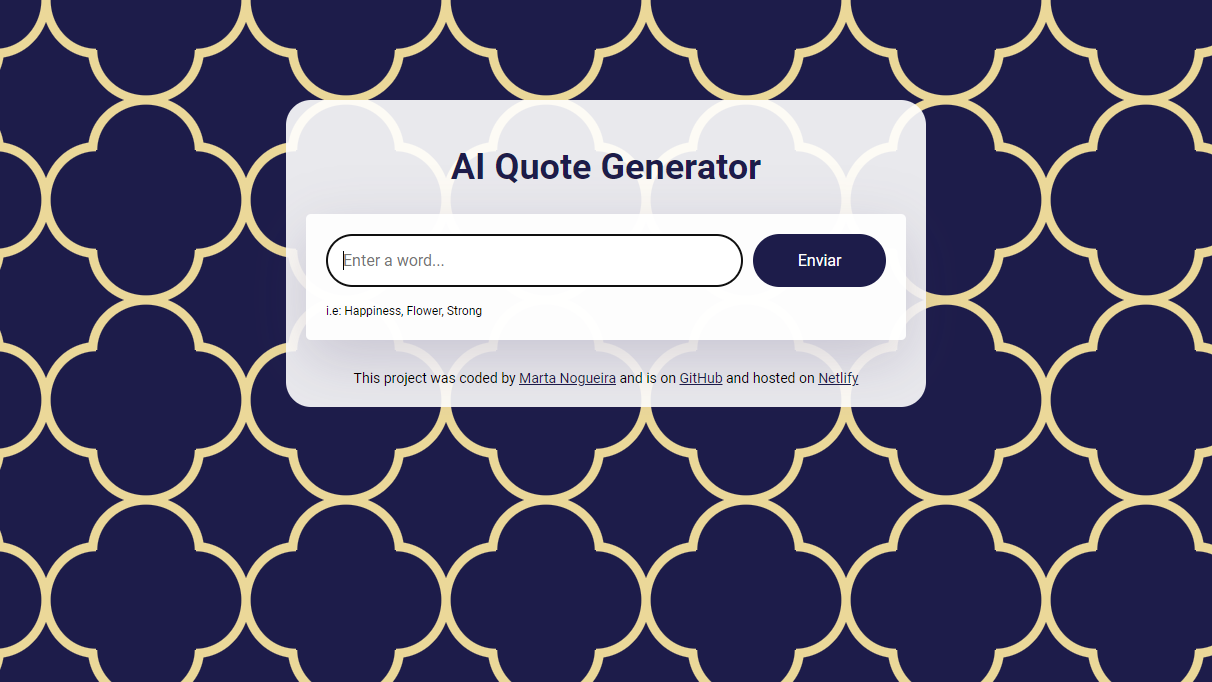 AI Quote Generator
Enter a word...
Enviar
i.e: Happiness, Flower, Strong
This project was coded by Marta Nogueira and is on GitHub and hosted on Netlify